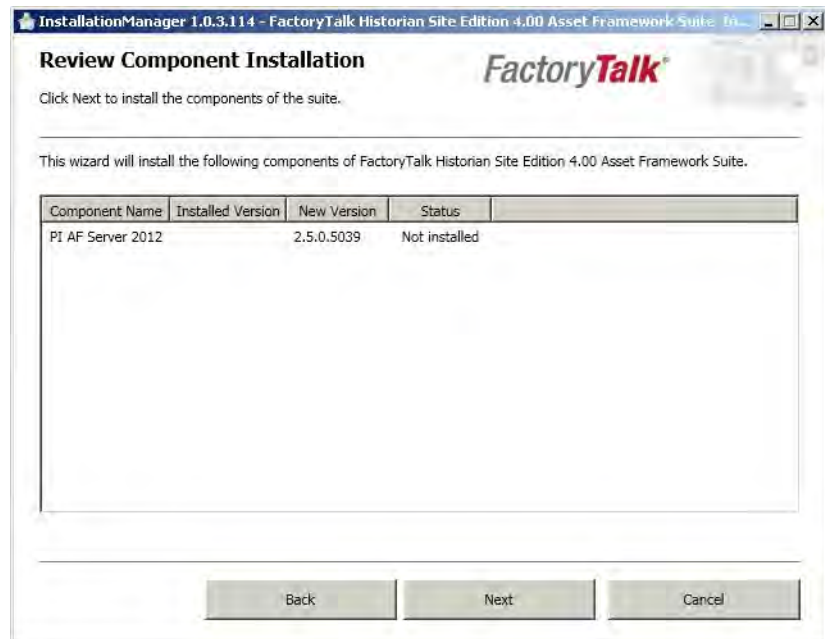 InstallationManager 1.0.3.114 - FactoryTalk Historian Site Edition 4.00 Asset Framework Suite In...
Review Component Installation
FactoryTalk
Click Next to install the components of the suite.
This wizard will install the following components of FactoryTalk Historian Site Edition 4.00 Asset Framework Suite.
Component Name Installed Version New Version Status
PI AF Server 2012 2.5.0.5039 Not installed
Back Next Cancel